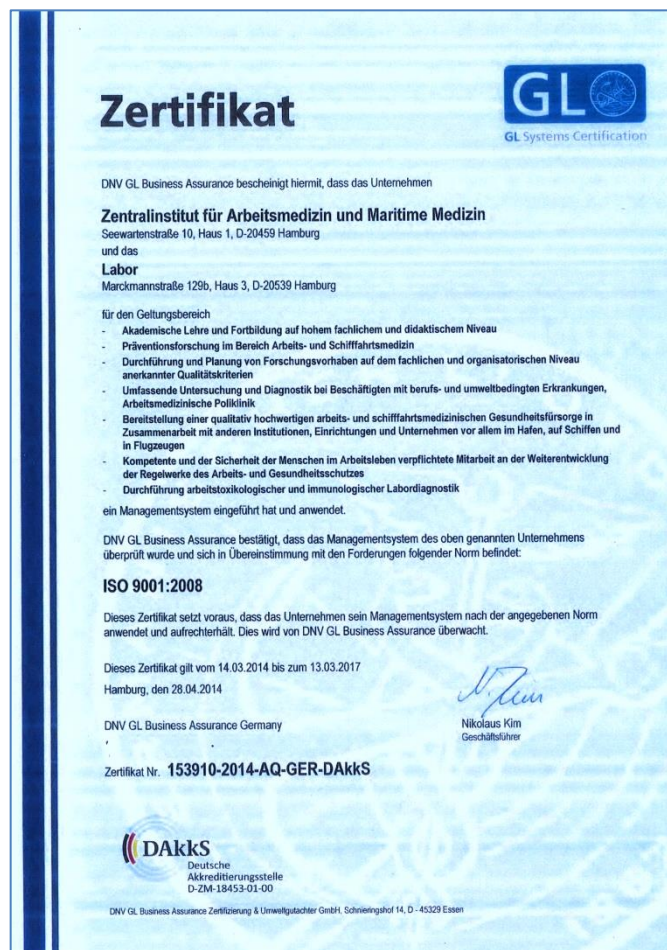 Zertifikat
GL
GL Systems Certification
DNV GL Business Assurance bescheinigt hiermit, dass das Unternehmen
Zentralinstitut für Arbeitsmedizin und Maritime Medizin
Seewartenstraße 10, Haus 1, D-20459 Hamburg
und das
Labor
Marckmannstraße 129b, Haus 3, D-20539 Hamburg
für den Geltungsbereich
- Akademische Lehre und Fortbildung auf hohem fachlichem und didaktischem Niveau
- Präventionsforschung im Bereich Arbeits- und Schifffahrtsmedizin
- Durchführung und Planung von Forschungsvorhaben auf dem fachlichen und organisatorischen Niveau
anerkannter Qualitätskriterien
- Umfassende Untersuchung und Diagnostik bei Beschäftigten mit berufs- und umweltbedingten Erkrankungen,
Arbeitsmedizinische Poliklinik
- Bereitstellung einer qualitativ hochwertigen arbeits- und schifffahrtsmedizinischen Gesundheitsfürsorge in
Zusammenarbeit mit anderen Institutionen, Einrichtungen und Unternehmen vor allem im Hafen, auf Schiffen und
in Flugzeugen
- Kompetente und der Sicherheit der Menschen im Arbeitsleben verpflichtete Mitarbeit an der Weiterentwicklung
der Regelwerke des Arbeits- und Gesundheitsschutzes
- Durchführung arbeitstoxikologischer und immunologischer Labordiagnostik
ein Managementsystem eingeführt hat und anwendet.
DNV GL Business Assurance bestätigt, dass das Managementsystem des oben genannten Unternehmens
überprüft wurde und sich in Übereinstimmung mit den Forderungen folgender Norm befindet:
ISO 9001:2008
Dieses Zertifikat setzt voraus, dass das Unternehmen sein Managementsystem nach der angegebenen Norm
anwendet und aufrechterhält. Dies wird von DNV GL Business Assurance überwacht.
Dieses Zertifikat gilt vom 14.03.2014 bis zum 13.03.2017
Hamburg, den 28.04.2014
DNV GL Business Assurance Germany
Nikolaus Kim
Geschäftsführer
Zertifikat Nr. 153910-2014-AQ-GER-DAkkS
DAkkS
Deutsche
Akkreditierungsstelle
D-ZM-18453-01-00
DNV GL Business Assurance Zertifizierung & Umweltgutachter GmbH, Schnieringshof 14, D - 45329 Essen